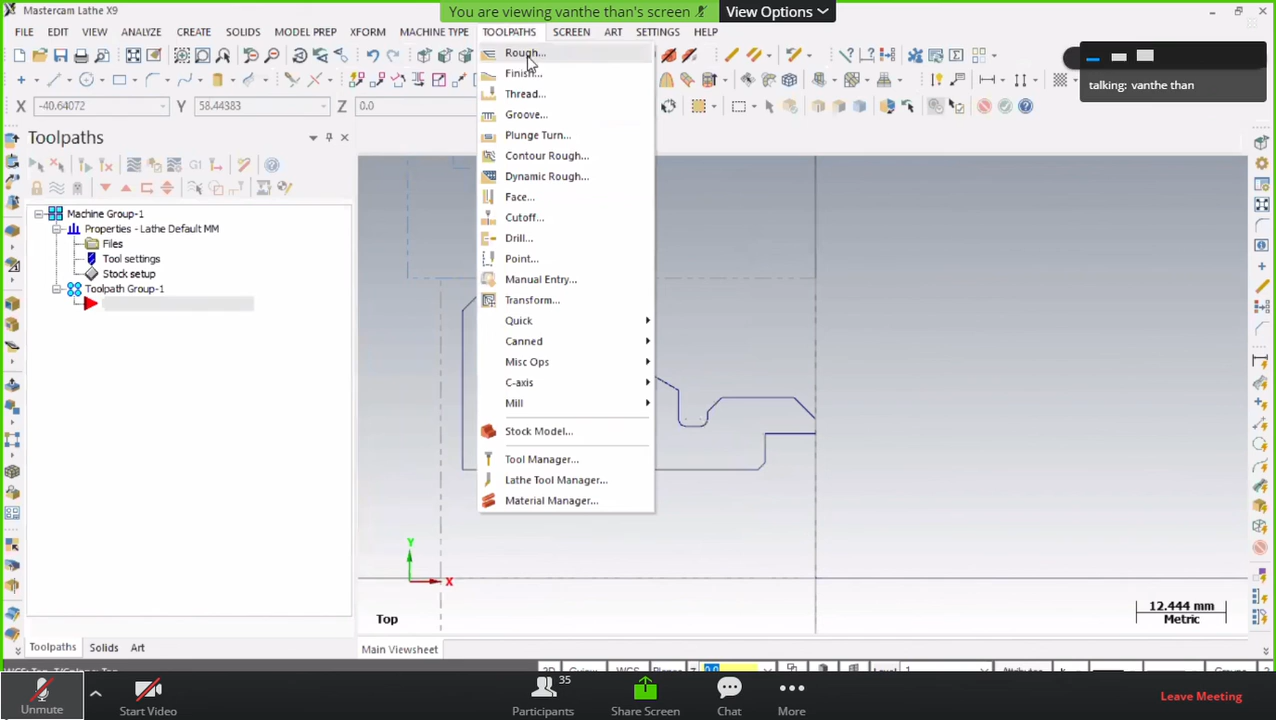 Mastercam Lathe X9
You are viewing vanthe than's screen
View Options
FILE EDIT VIEW ANALYZE CREATE SOLIDS MODEL PREP XFORM MACHINE TYPE TOOLPATHS SCREEN ART SETTINGS HELP
talking: vanthe than
X -40.64072 Y 58.44383 Z 0.0
Toolpaths
G1
Machine Group-1
Properties - Lathe Default MM
Files
Tool settings
Stock setup
Toolpath Group-1
Rough...
Finish...
Thread...
Groove...
Plunge Turn...
Contour Rough...
Dynamic Rough...
Face...
Cutoff...
Drill...
Point...
Manual Entry...
Transform...
Quick
Canned
Misc Ops
C-axis
Mill
Stock Model...
Tool Manager...
Lathe Tool Manager...
Material Manager...
Y
X
Top
12.444 mm
Metric
Toolpaths Solids Art
Main Viewsheet
Unmute
Start Video
35
Participants
Share Screen
Chat
More
Leave Meeting